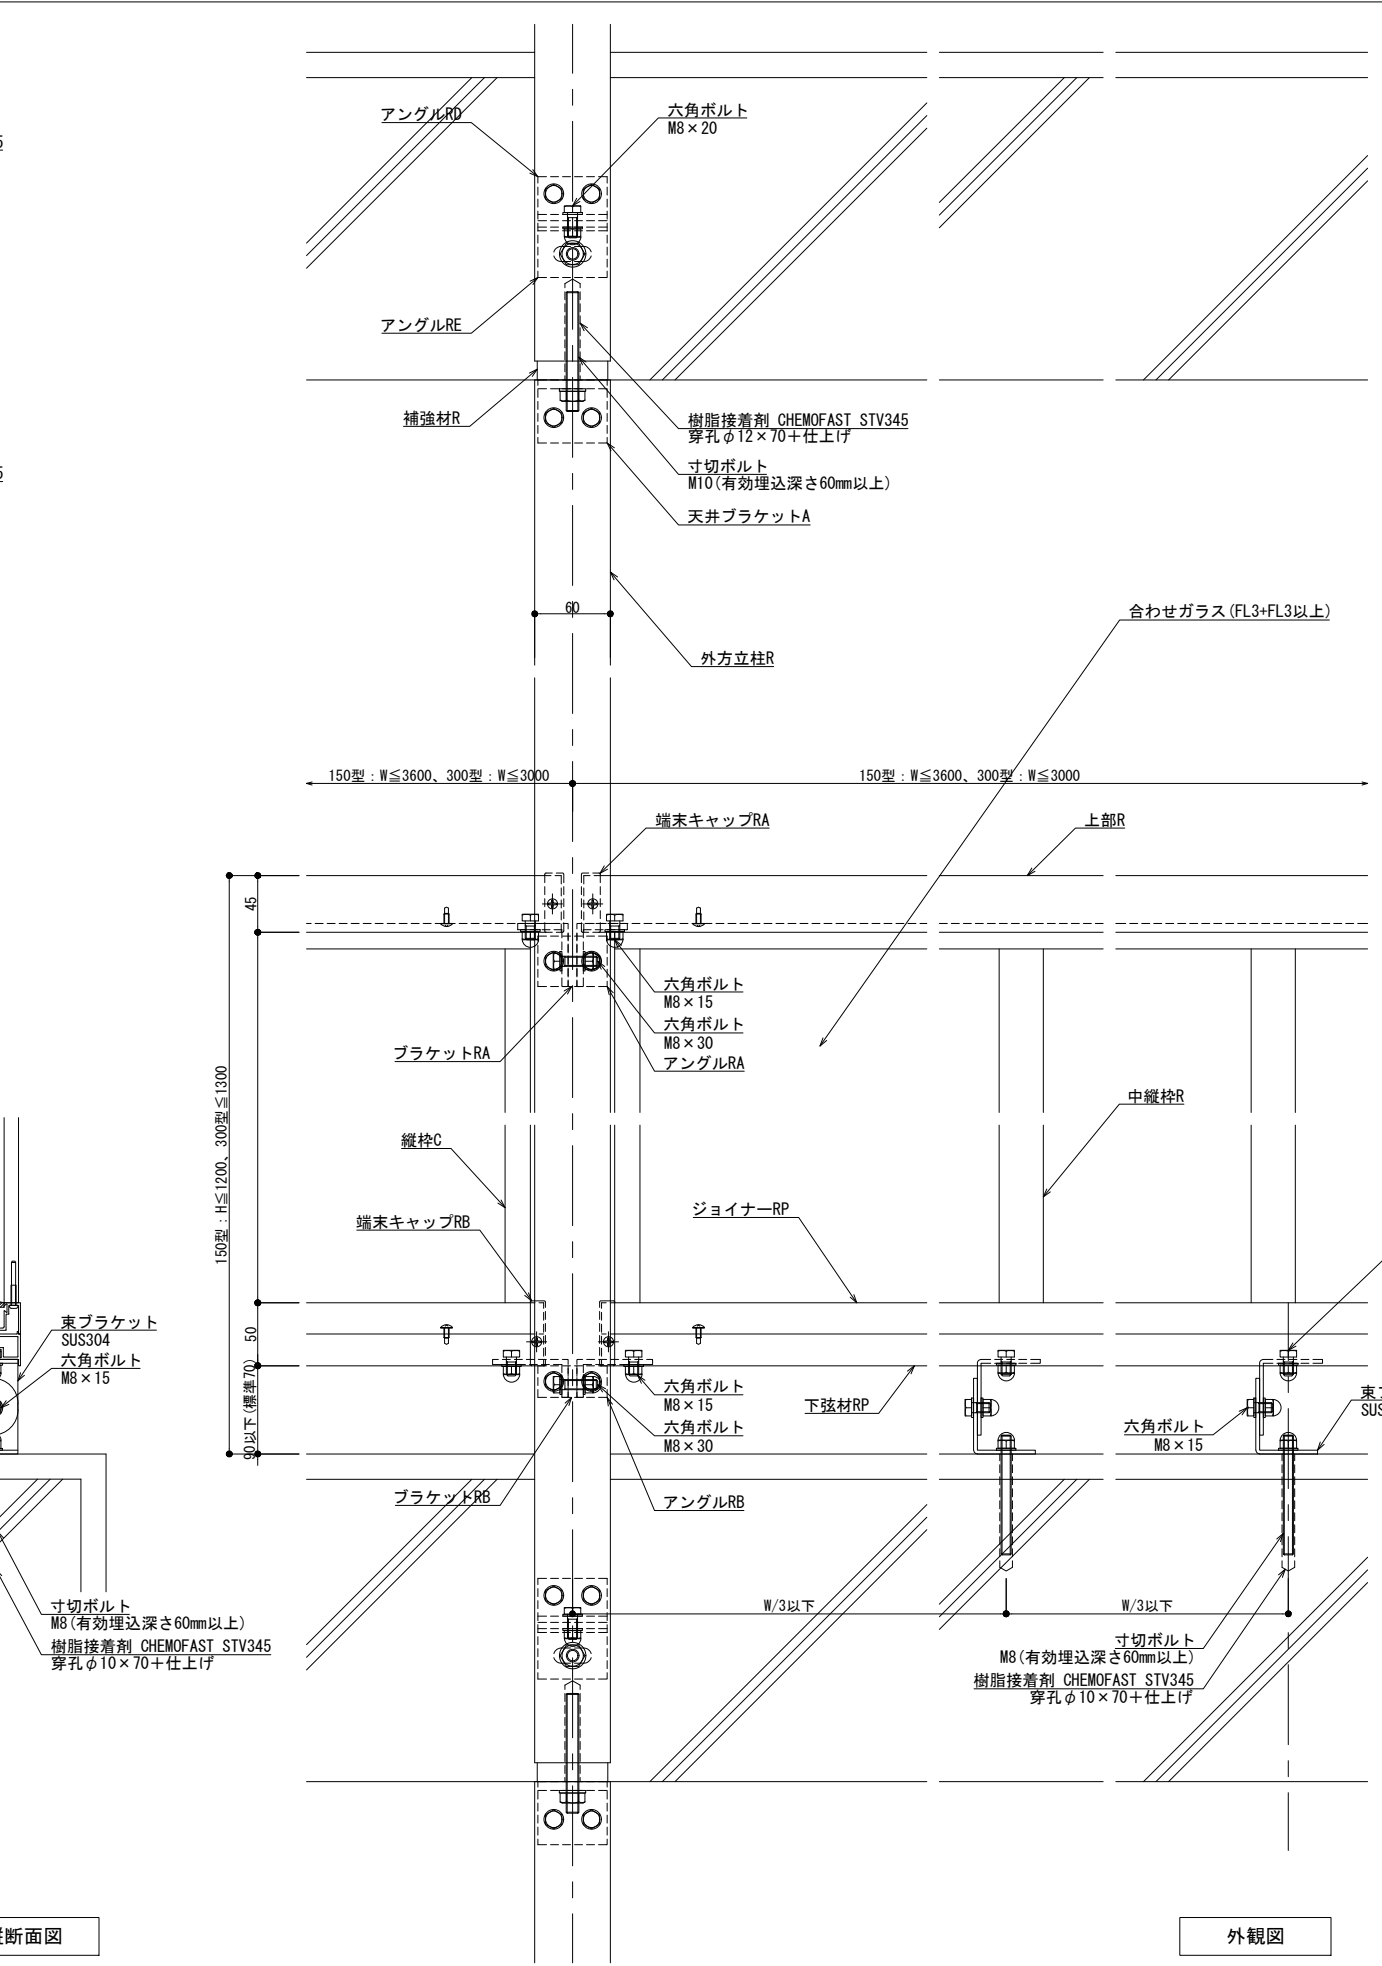 アングルRD
六角ボルト
M8×20
アングルRE
補強材R
樹脂接着剤 CHEMOFAST STV345
穿孔φ12×70＋仕上げ
寸切ボルト
M10(有効埋込深さ60mm以上)
天井ブラケットA
60
合わせガラス(FL3+FL3以上)
外方立柱R
150型：W≦3600、300型：W≦3000
150型：W≦3600、300型：W≦3000
端末キャップRA
上部R
45
六角ボルト
M8×15
六角ボルト
M8×30
ブラケットRA
アングルRA
150型：H≦1200、300型≦1300
中縦枠R
縦枠C
端末キャップRB
ジョイナーRP
束ブラケット
SUS304
六角ボルト
M8×15
50
90以下(標準70)
六角ボルト
M8×15
下弦材RP
六角ボルト
M8×30
六角ボルト
M8×15
ブラケットRB
アングルRB
寸切ボルト
M8(有効埋込深さ60mm以上)
樹脂接着剤 CHEMOFAST STV345
穿孔φ10×70＋仕上げ
W/3以下
W/3以下
寸切ボルト
M8(有効埋込深さ60mm以上)
樹脂接着剤 CHEMOFAST STV345
穿孔φ10×70＋仕上げ
断面図
外観図